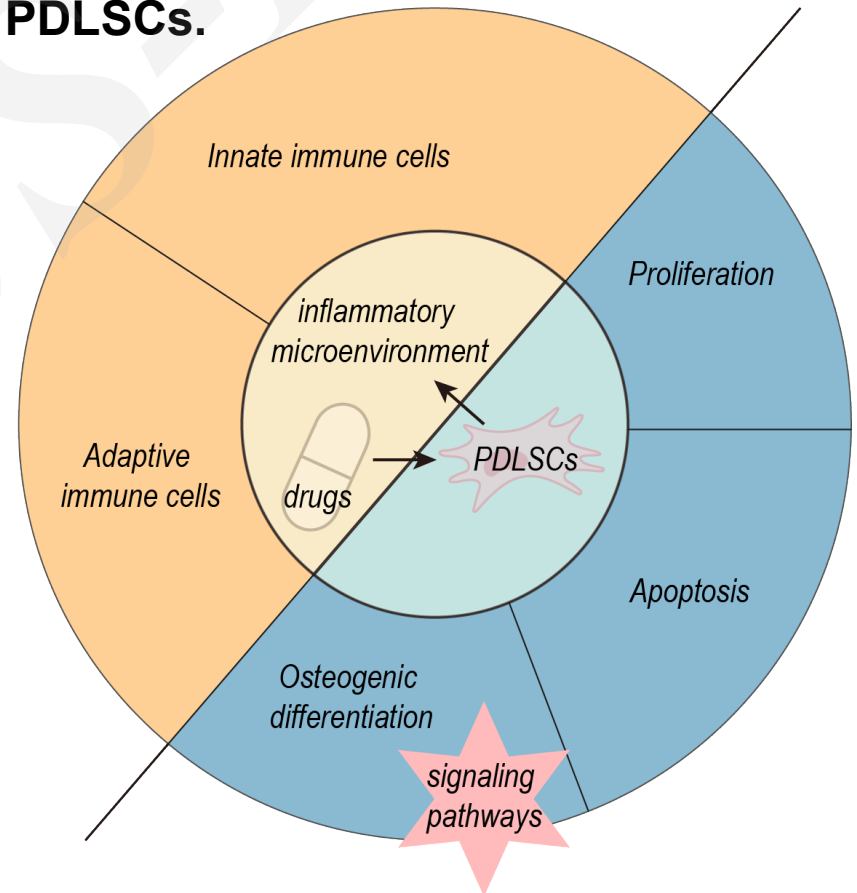 PDLSCs.
Innate immune cells
Proliferation
inflammatory
microenvironment
Adaptive
immune cells
drugs
PDLSCs
Apoptosis
Osteogenic
differentiation
signaling
pathways